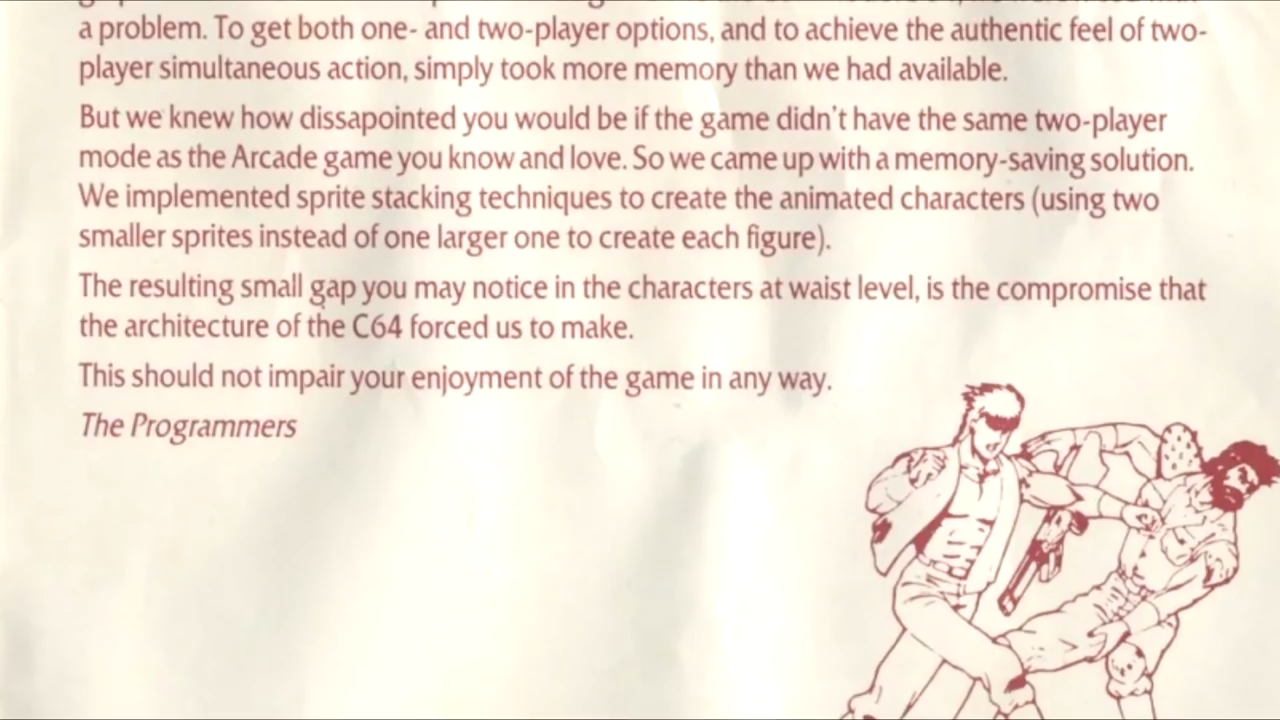 a problem. To get both one- and two-player options, and to achieve the authentic feel of two-
player simultaneous action, simply took more memory than we had available.
But we knew how dissapointed you would be if the game didn't have the same two-player
mode as the Arcade game you know and love. So we came up with a memory-saving solution.
We implemented sprite stacking techniques to create the animated characters (using two
smaller sprites instead of one larger one to create each figure).
The resulting small gap you may notice in the characters at waist level, is the compromise that
the architecture of the C64 forced us to make.
This should not impair your enjoyment of the game in any way.
The Programmers